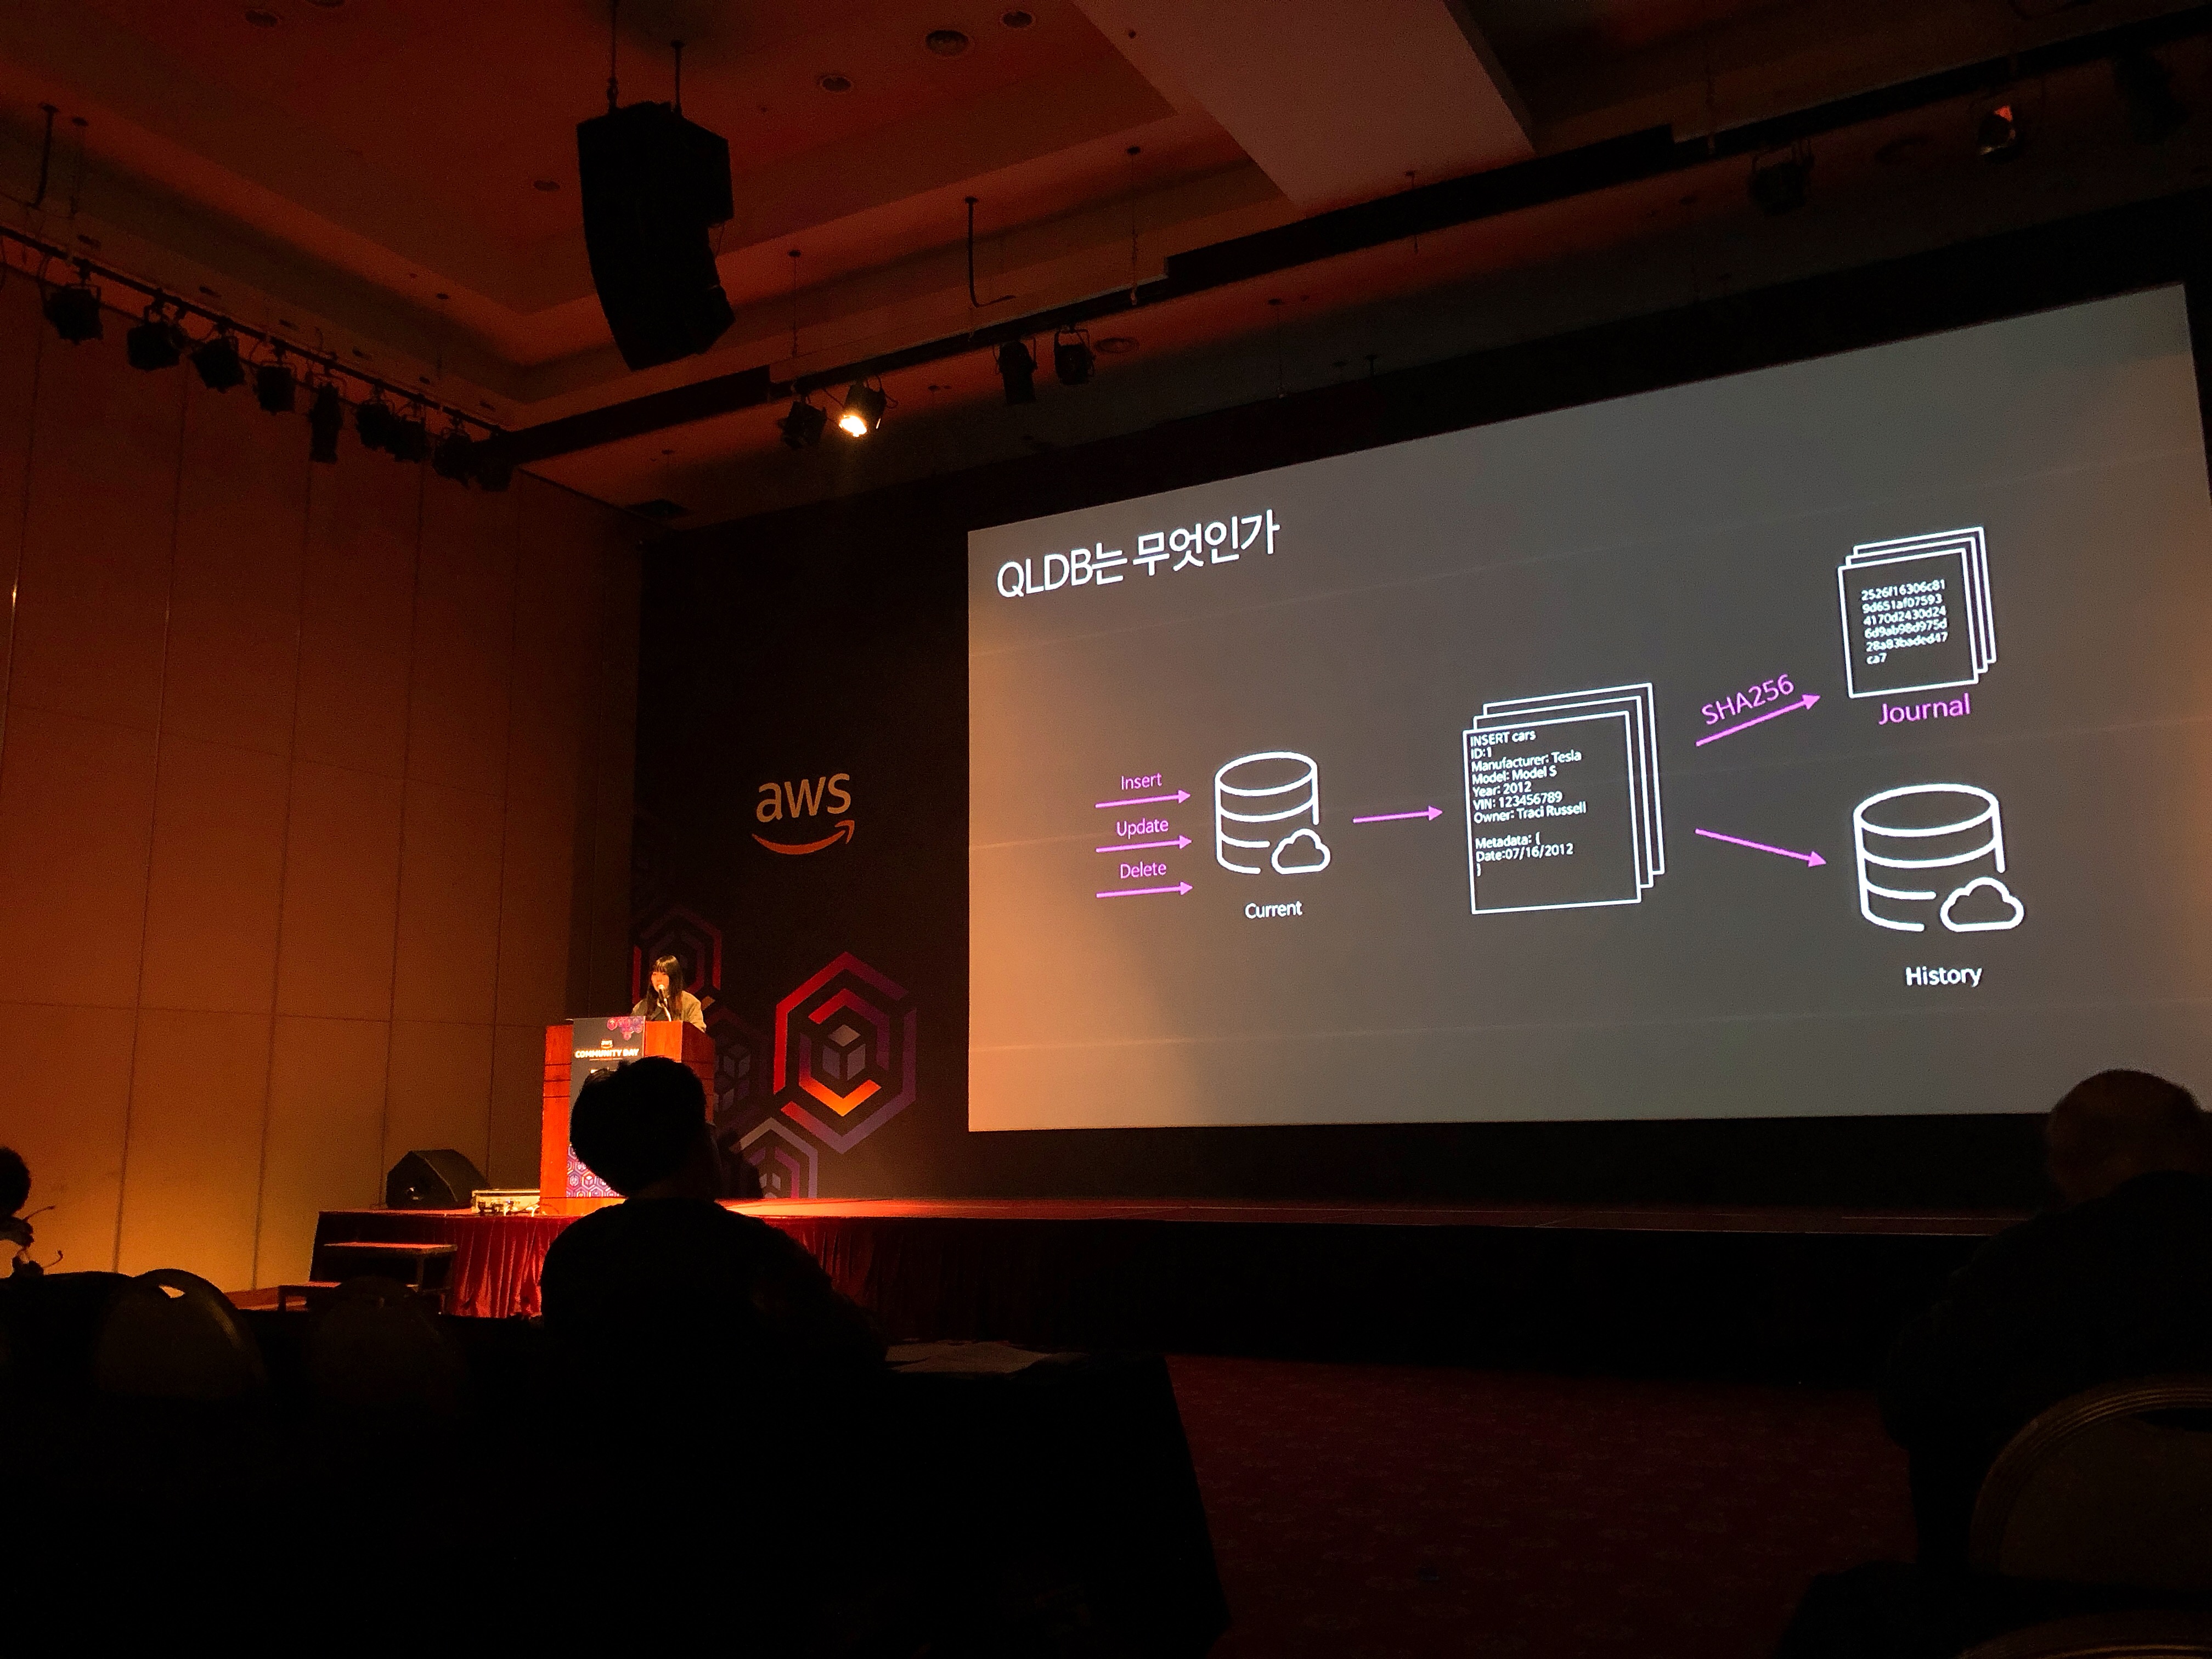 QLDB는 무엇인가
Insert
Update
Delete
Current
INSERT cars
ID:1
Manufacturer: Tesla
Model: Model S
Year: 2012
VIN: 123456789
Owner: Traci Russell
Metadata: {
Date:07/16/2012
}
SHA256
2526f16306c81
9d651af07593
4170d2430d24
6d9ab98d975d
28a83baded47
ca7
Journal
History
aws
aws
COMMUNITY DAY